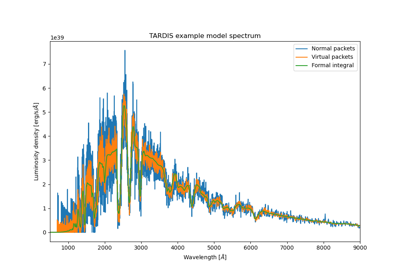 TARDIS example model spectrum
1e39
Normal packets
Virtual packets
Formal integral
7
6
5
4
3
2
1
0
Luminosity density [erg/s/Å]
1000 2000 3000 4000 5000 6000 7000 8000 9000
Wavelength [Å]